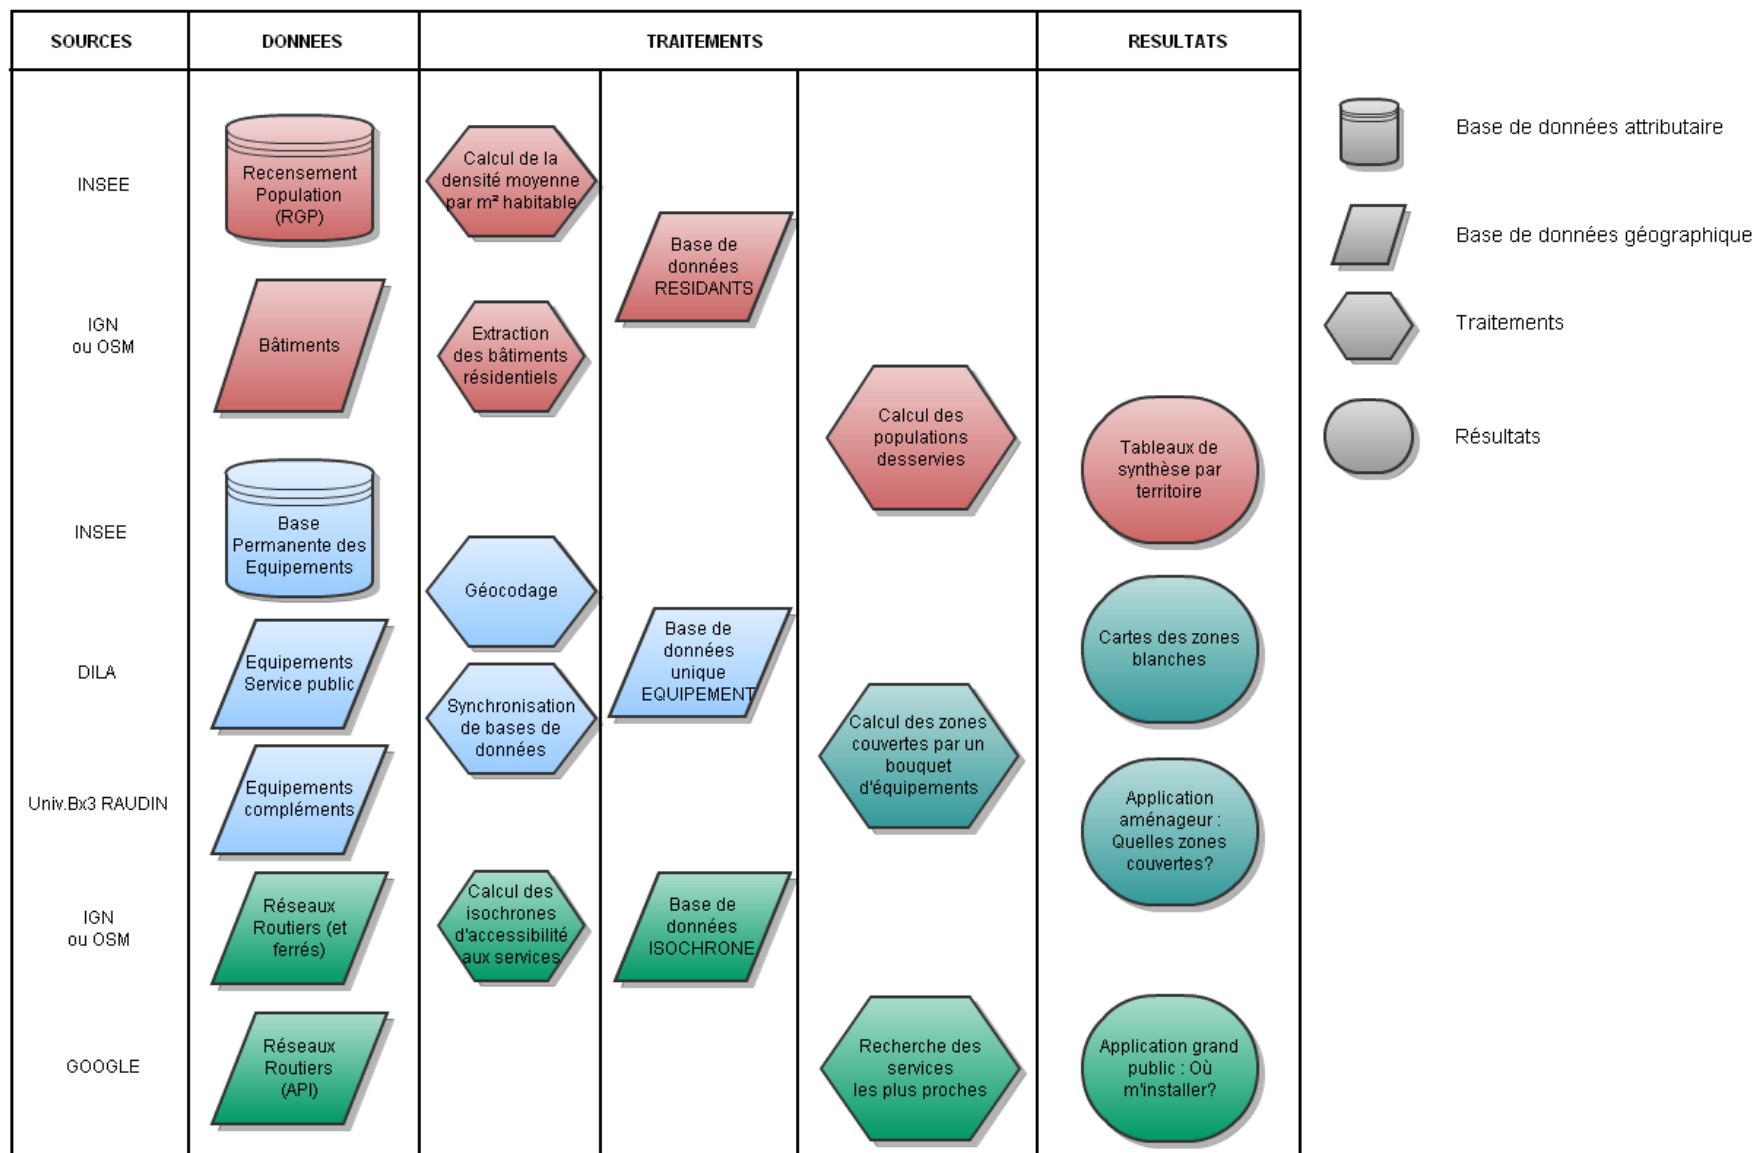 SOURCES
DONNEES
TRAITEMENTS
RESULTATS
INSEE
Recensement
Population
(RGP)
Calcul de la
densité moyenne
par m² habitable
Base de
données
RESIDANTS
IGN
ou OSM
Bâtiments
Extraction
des bâtiments
résidentiels
Calcul des
populations
desservies
Tableaux de
synthèse par
territoire
INSEE
Base
Permanente des
Equipements
Géocodage
DILA
Equipements
Service public
Synchronisation
de bases de
données
Base de
données
unique
EQUIPEMENT
Cartes des zones
blanches
Univ.Bx3 RAUDIN
Equipements
compléments
Calcul des zones
couvertes par un
bouquet
d'équipements
Application
aménageur :
Quelles zones
couvertes?
IGN
ou OSM
Réseaux
Routiers (et
ferrés)
Calcul des
isochrones
d'accessibilité
aux services
Base de
données
ISOCHRONE
GOOGLE
Réseaux
Routiers
(API)
Recherche des
services
les plus proches
Application grand
public : Où
m'installer?
Base de données attributaire
Base de données géographique
Traitements
Résultats